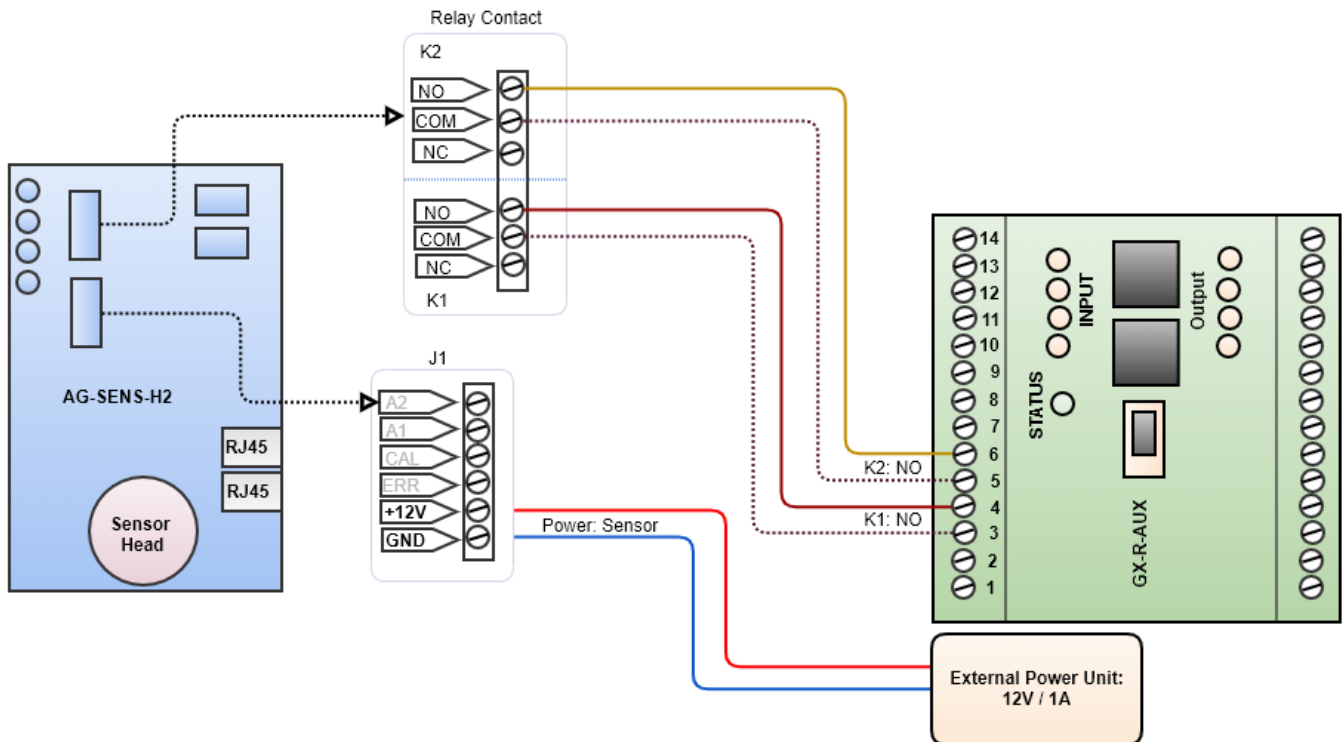 Relay Contact
K2
NO
COM
NC
NO
COM
NC
K1
J1
A2
A1
CAL
ERR
+12V
GND
Power: Sensor
AG-SENS-H2
RJ45
RJ45
Sensor
Head
K2: NO
K1: NO
14
13
12
11
10
9
8
7
6
5
4
3
2
1
INPUT
Output
STATUS
GX-R-AUX
External Power Unit:
12V / 1A